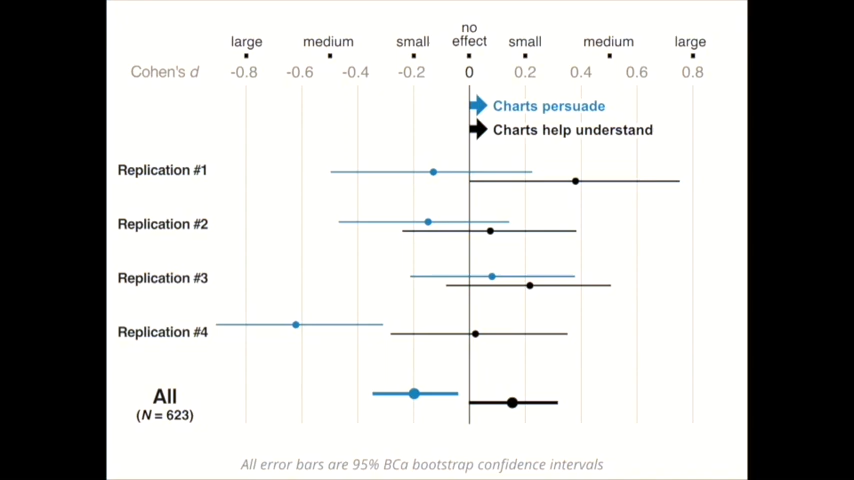 no
large medium small effect small medium large
Cohen's d -0.8 -0.6 -0.4 -0.2 0 0.2 0.4 0.6 0.8
Charts persuade
Charts help understand
Replication #1
Replication #2
Replication #3
Replication #4
All
(N = 623)
All error bars are 95% BCa bootstrap confidence intervals